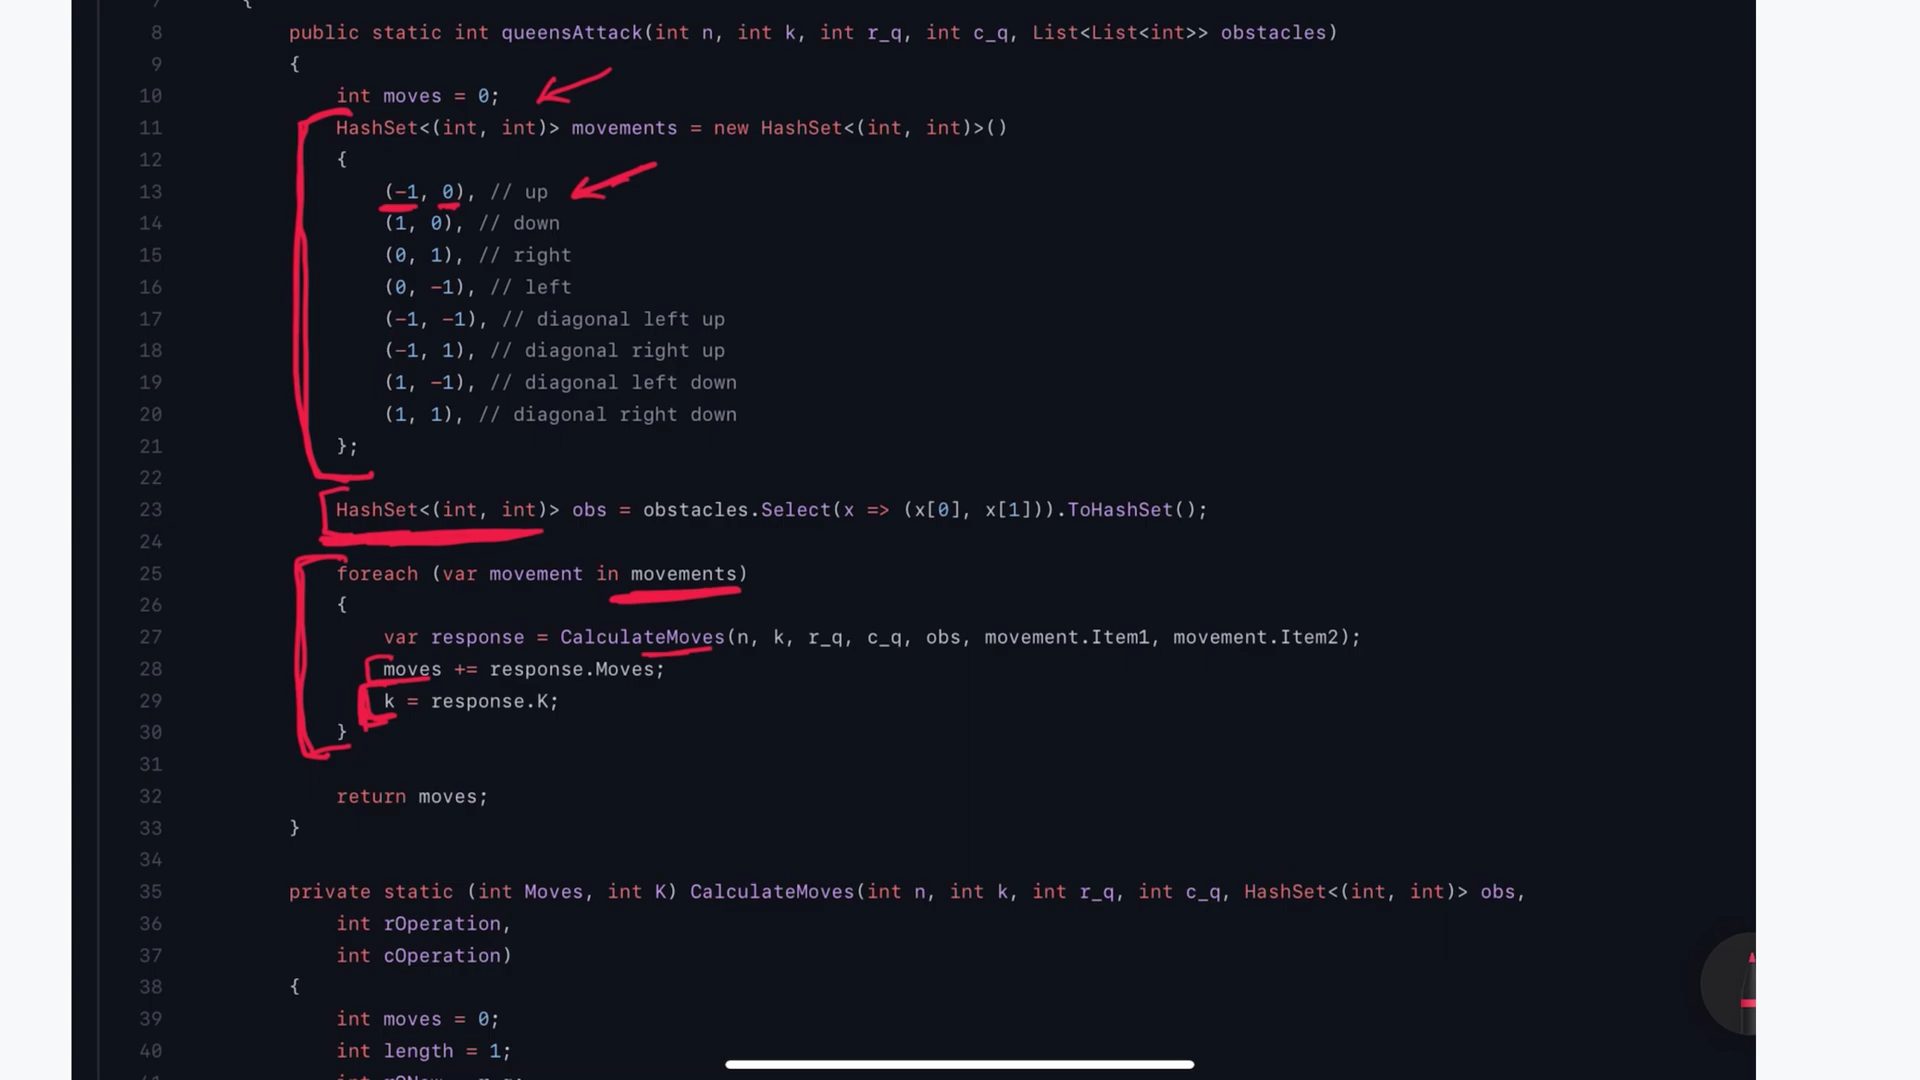 7 {
8 public static int queensAttack(int n, int k, int r_q, int c_q, List<List<int>> obstacles)
9 {
10 int moves = 0;
11 HashSet<(int, int)> movements = new HashSet<(int, int)>()
12 {
13 (-1, 0), // up
14 (1, 0), // down
15 (0, 1), // right
16 (0, -1), // left
17 (-1, -1), // diagonal left up
18 (-1, 1), // diagonal right up
19 (1, -1), // diagonal left down
20 (1, 1), // diagonal right down
21 };
22
23 HashSet<(int, int)> obs = obstacles.Select(x => (x[0], x[1])).ToHashSet();
24
25 foreach (var movement in movements)
26 {
27 var response = CalculateMoves(n, k, r_q, c_q, obs, movement.Item1, movement.Item2);
28 moves += response.Moves;
29 k = response.K;
30 }
31
32 return moves;
33 }
34
35 private static (int Moves, int K) CalculateMoves(int n, int k, int r_q, int c_q, HashSet<(int, int)> obs,
36 int rOperation,
37 int cOperation)
38 {
39 int moves = 0;
40 int length = 1;